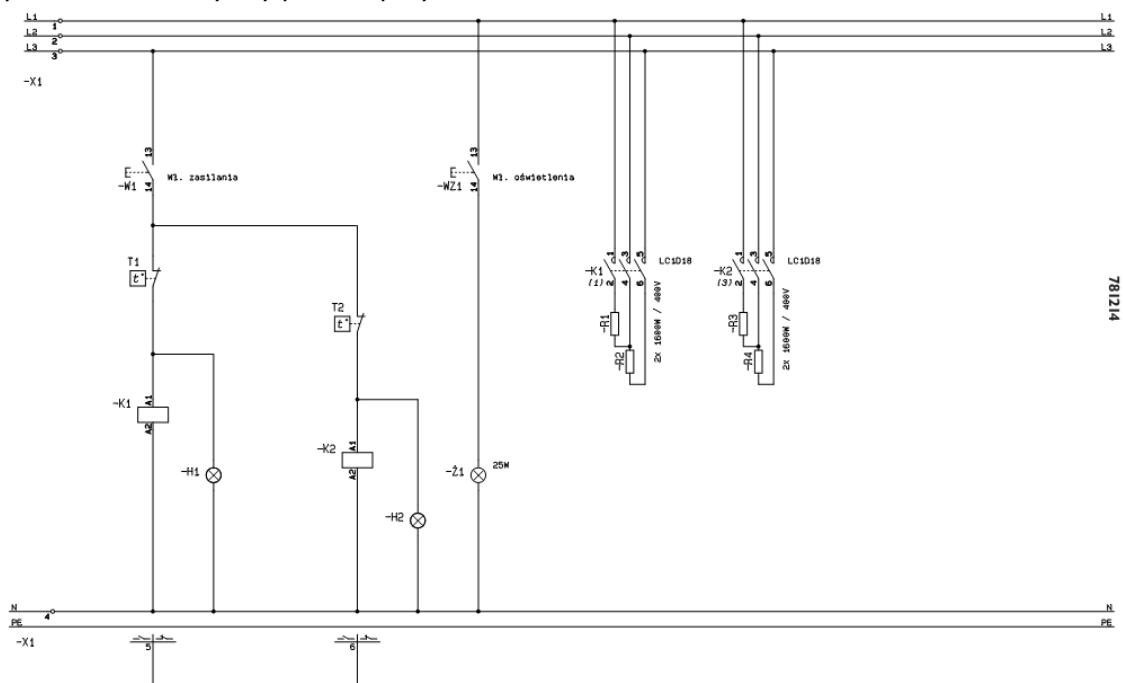 L1 1 L1
L2 2 L2
L3 3 L3
-X1
13
-W1 14 Wł. zasilania
13
-WZ1 14 Wł. oświetlenia
T1
t°
T2
t°
-K1 1 3 5 LC1D18
(1) 2 4 6
-R1
-R2
2x 1600W / 400V
-K2 1 3 5 LC1D18
(3) 2 4 6
-R3
-R4
2x 1600W / 400V
781214
-K1 A1
A2
-H1
-K2 A1
A2
-H2
-Ż1 25W
N 4 N
PE PE
-X1 5 6